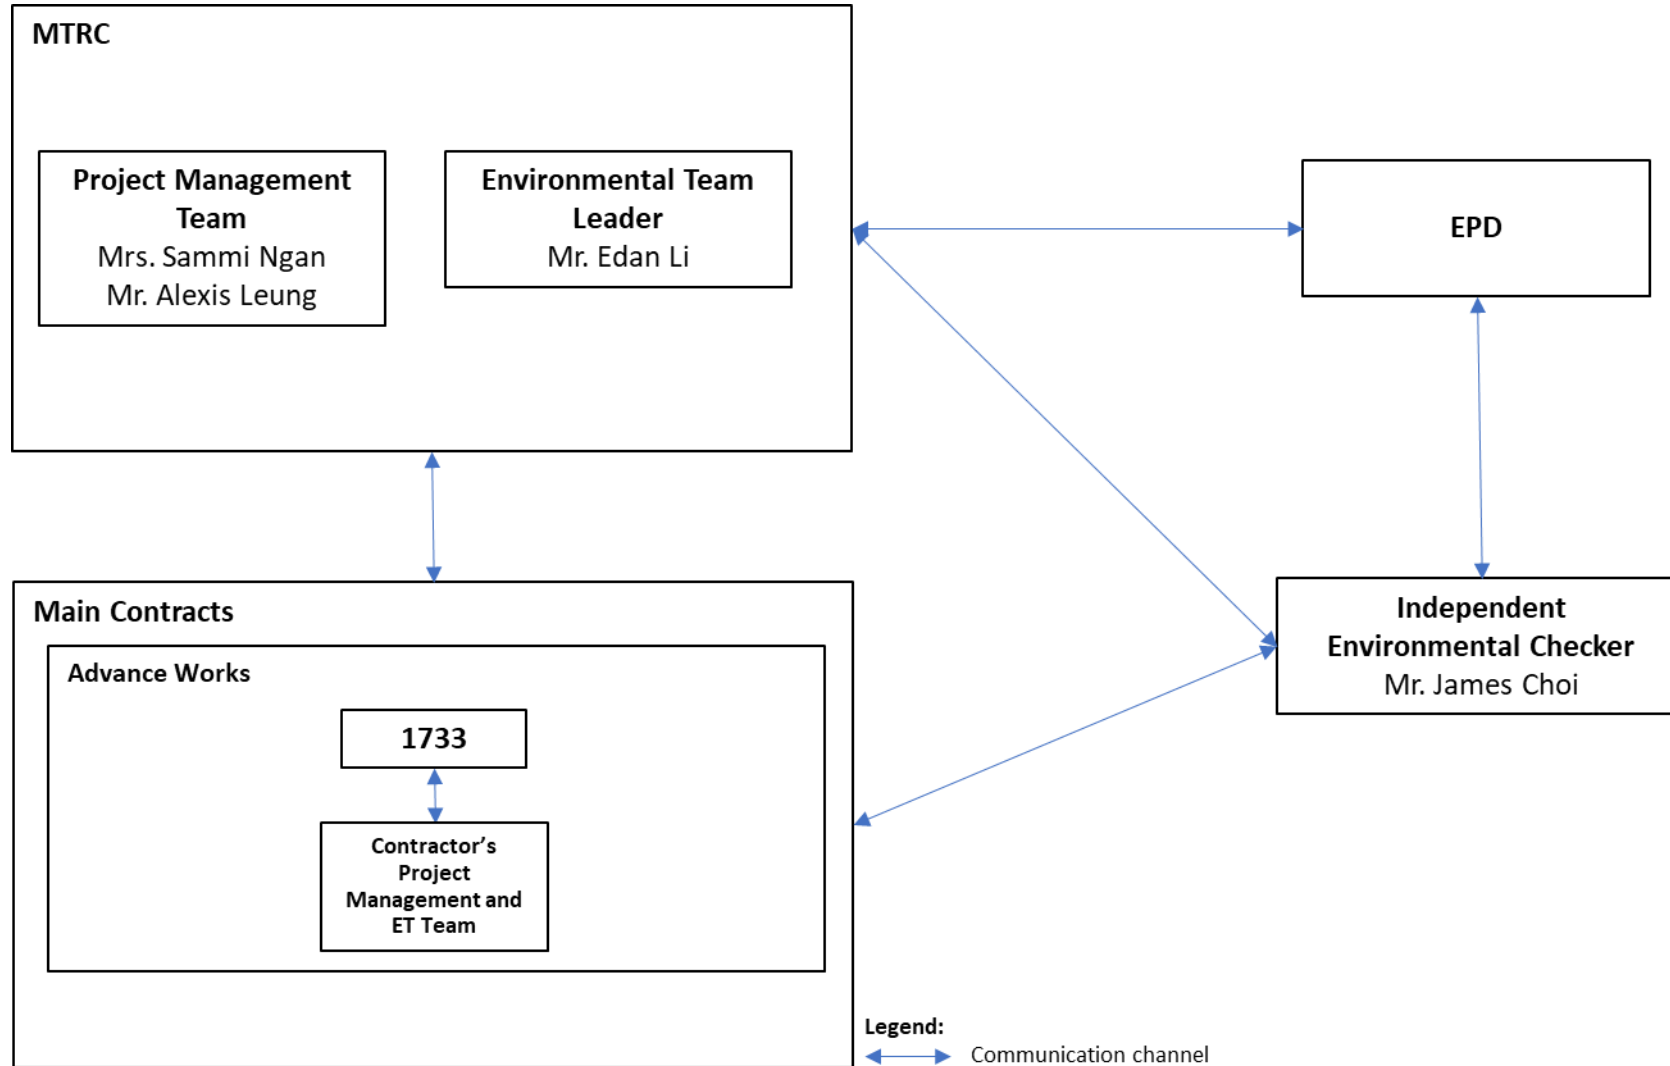 MTRC
Project Management
Team
Mrs. Sammi Ngan
Mr. Alexis Leung
Environmental Team
Leader
Mr. Edan Li
EPD
Main Contracts
Advance Works
1733
Contractor’s
Project
Management and
ET Team
Independent
Environmental Checker
Mr. James Choi
Legend:
Communication channel